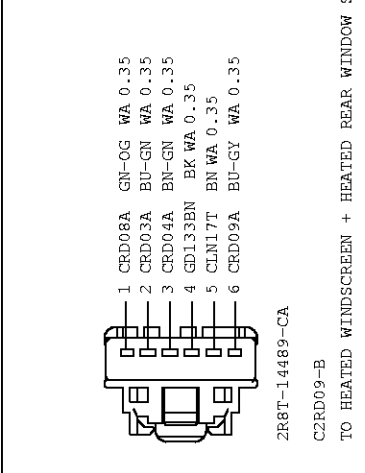 1 CRD08A GN-OG WA 0.35
2 CRD03A BU-GN WA 0.35
3 CRD04A BN-GN WA 0.35
4 GD133BN BK WA 0.35
5 CLN17T BN WA 0.35
6 CRD09A BU-GY WA 0.35
2R8T-14489-CA
C2RD09-B
TO HEATED WINDSCREEN + HEATED REAR WINDOW